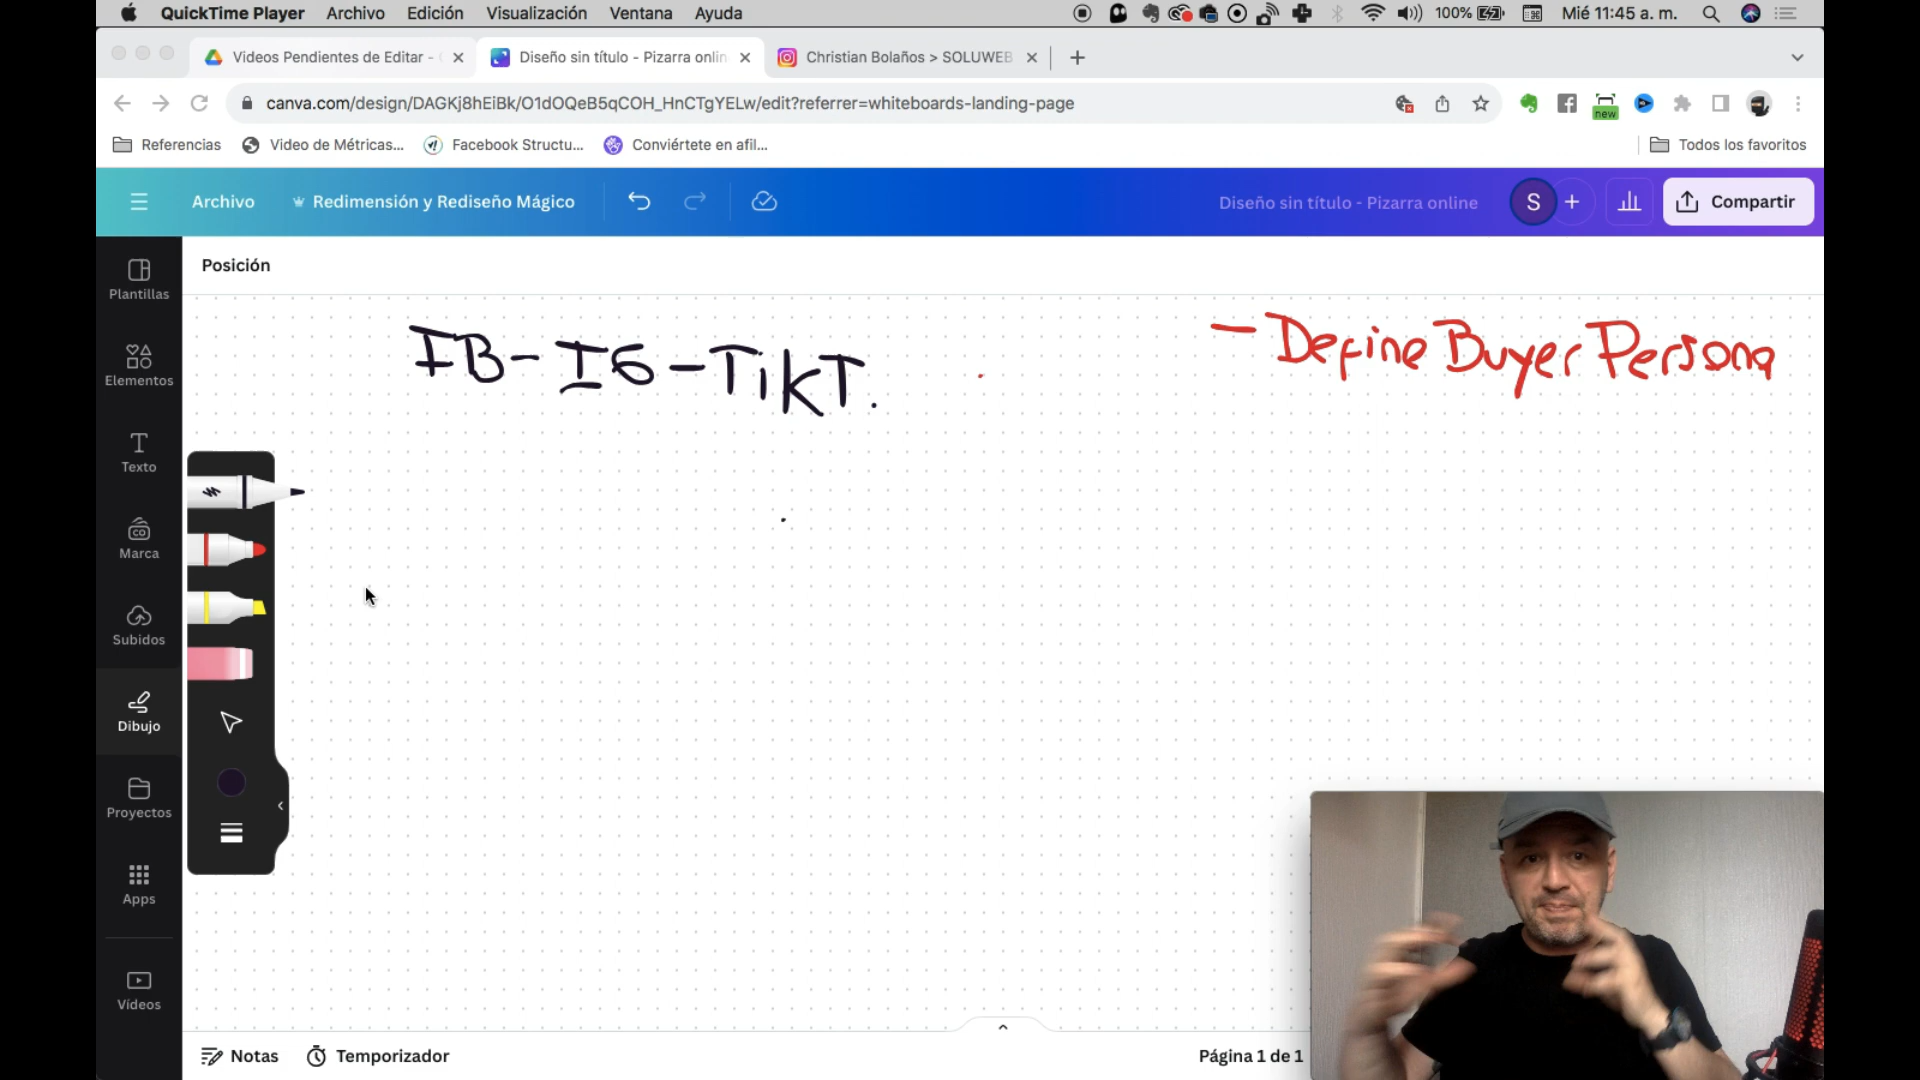 QuickTime Player Archivo Edición Visualización Ventana Ayuda 100% Mié 11:45 a. m.
Videos Pendientes de Editar - Diseño sin título - Pizarra onlin Christian Bolaños > SOLUWEB
canva.com/design/DAGKj8hEiBk/O1dOQeB5qCOH_HnCTgYELw/edit?referrer=whiteboards-landing-page new
Referencias Video de Métricas... Facebook Structu... Conviértete en afil... Todos los favoritos
Archivo Redimensión y Rediseño Mágico Diseño sin título - Pizarra online S + Compartir
Posición
Plantillas
Elementos
Texto
CO
Marca
Subidos
Dibujo
Proyectos
Apps
Vídeos
FB-IG-TikT.
- Define Buyer Persona
Notas Temporizador Página 1 de 1